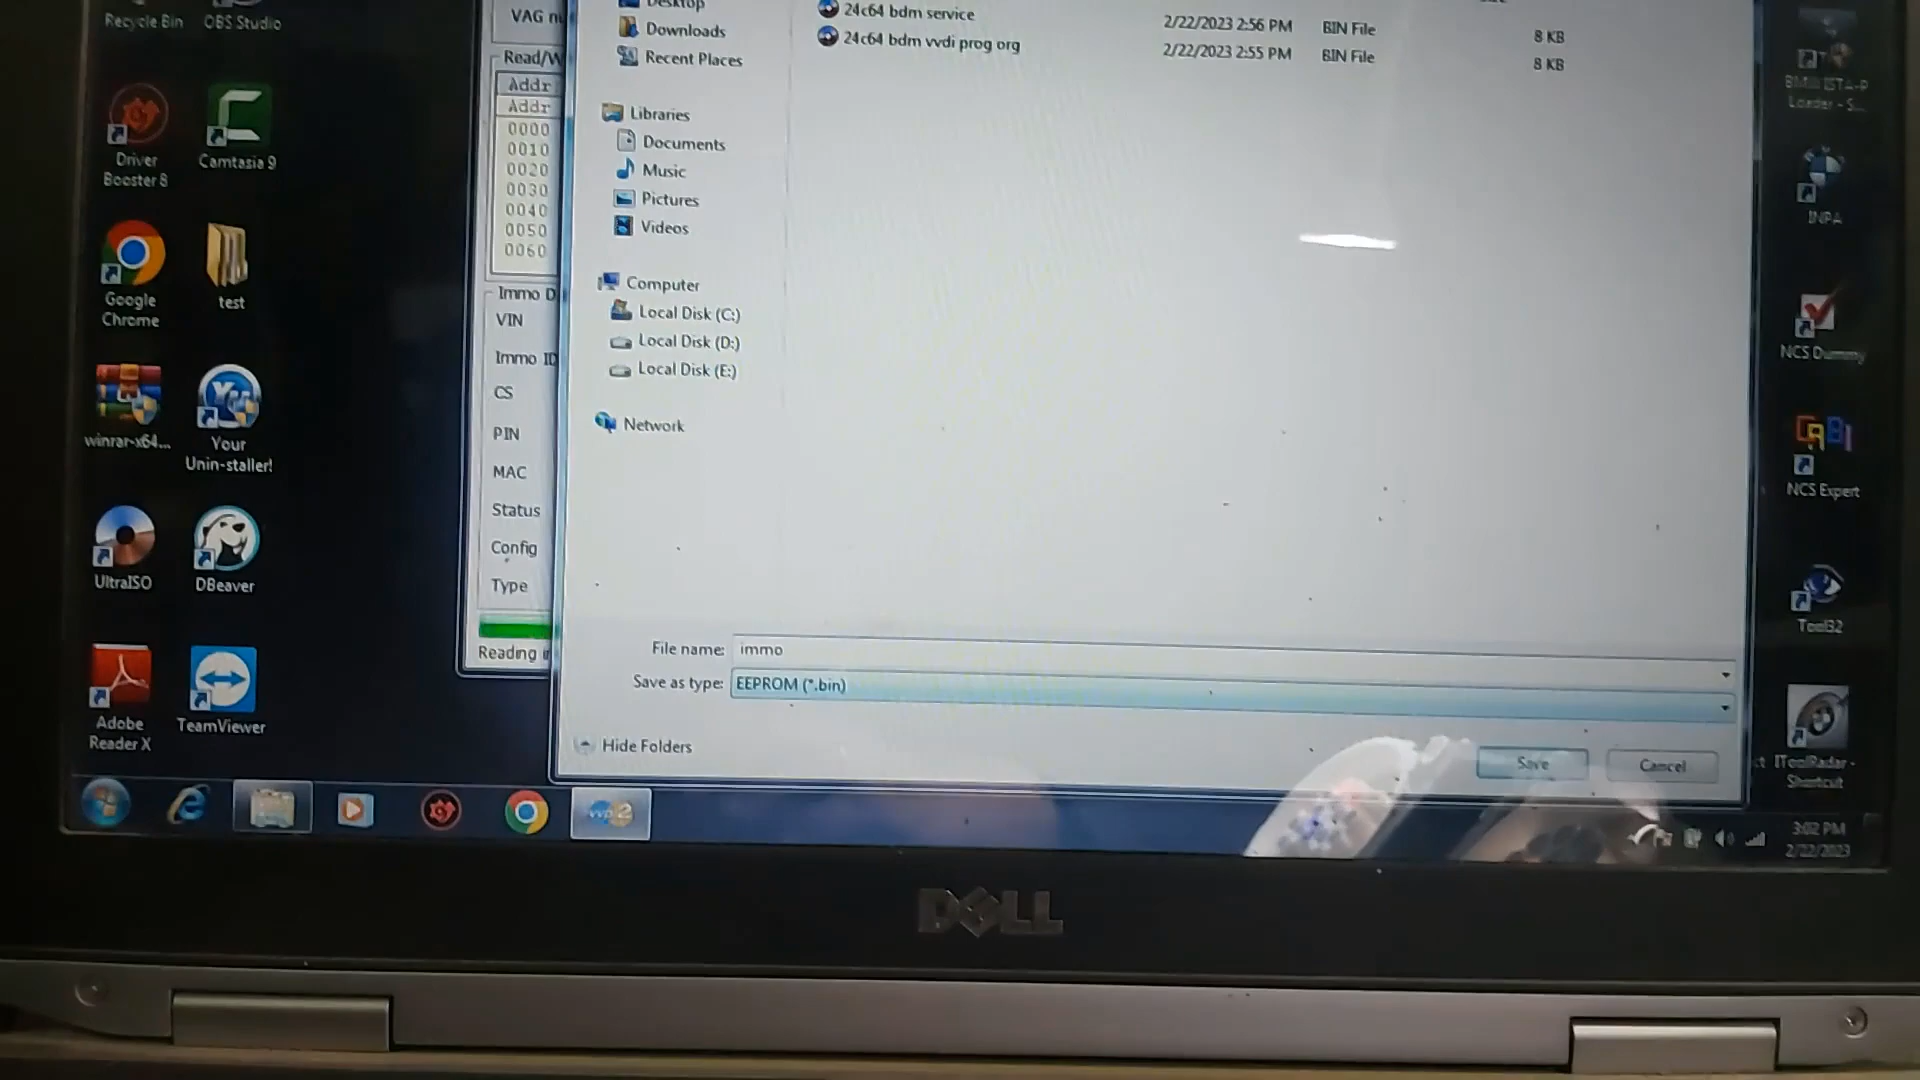 Recycle Bin
OBS Studio
Driver
Booster 8
Camtasia 9
Google
Chrome
test
winrar-x64...
Your
Unin-staller!
UltraISO
DBeaver
Adobe
Reader X
TeamViewer
VAG
Read/W
Addr
Addr
0000
0010
0020
0030
0040
0050
0060
Immo D
VIN
Immo ID
CS
PIN
MAC
Status
Config
Type
Reading
Desktop
Downloads
Recent Places
Libraries
Documents
Music
Pictures
Videos
Computer
Local Disk (C:)
Local Disk (D:)
Local Disk (E:)
Network
24c64 bdm service 2/22/2023 2:56 PM BIN File 8 KB
24c64 bdm vvdi prog org 2/22/2023 2:55 PM BIN File 8 KB
File name: immo
Save as type: EEPROM (*.bin)
Hide Folders
Save
Cancel
BMW ISTA-P
Loader - S...
INPA
NCS Dummy
NCS Expert
Tool32
IToolRadar -
Shortcut
3:02 PM
2/22/2023
DELL